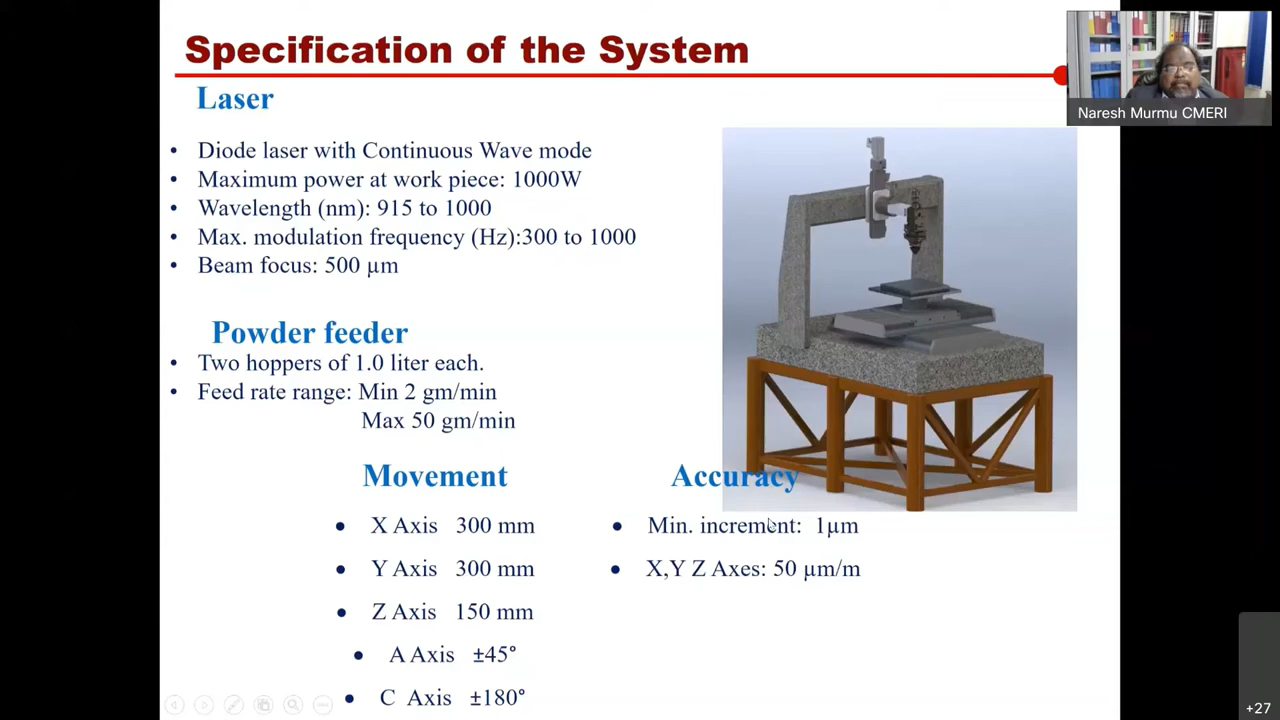 Specification of the System
Naresh Murmu CMERI
Laser
• Diode laser with Continuous Wave mode
• Maximum power at work piece: 1000W
• Wavelength (nm): 915 to 1000
• Max. modulation frequency (Hz):300 to 1000
• Beam focus: 500 µm
Powder feeder
• Two hoppers of 1.0 liter each.
• Feed rate range: Min 2 gm/min
Max 50 gm/min
Movement
• X Axis 300 mm
• Y Axis 300 mm
• Z Axis 150 mm
• A Axis ±45°
• C Axis ±180°
Accuracy
• Min. increment: 1µm
• X,Y Z Axes: 50 µm/m
+27